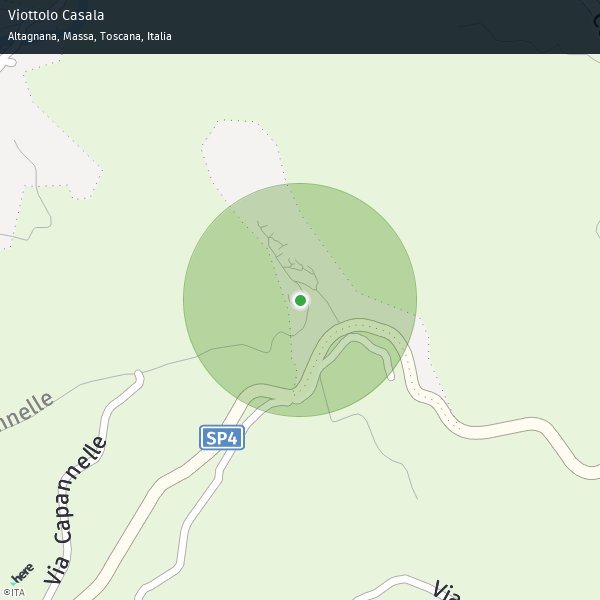 Viottolo Casala
Altagnana, Massa, Toscana, Italia
nnelle
SP4
Via Capannelle
Via
here
©ITA